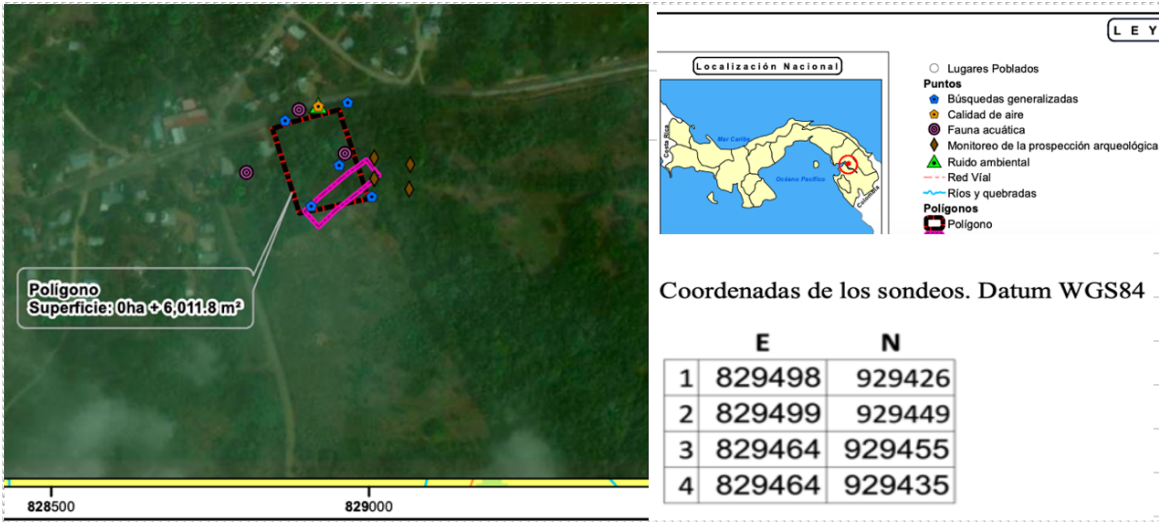 Polígono
Superficie: 0ha + 6,011.8 m²
828500
829000
L E Y
Localización Nacional
Costa Rica
Mar Caribe
Océano Pacífico
Colombia
Lugares Poblados
Puntos
Búsquedas generalizadas
Calidad de aire
Fauna acuática
Monitoreo de la prospección arqueológica
Ruido ambiental
Red Víal
Ríos y quebradas
Polígonos
Polígono
Coordenadas de los sondeos. Datum WGS84
E N
1 829498 929426
2 829499 929449
3 829464 929455
4 829464 929435